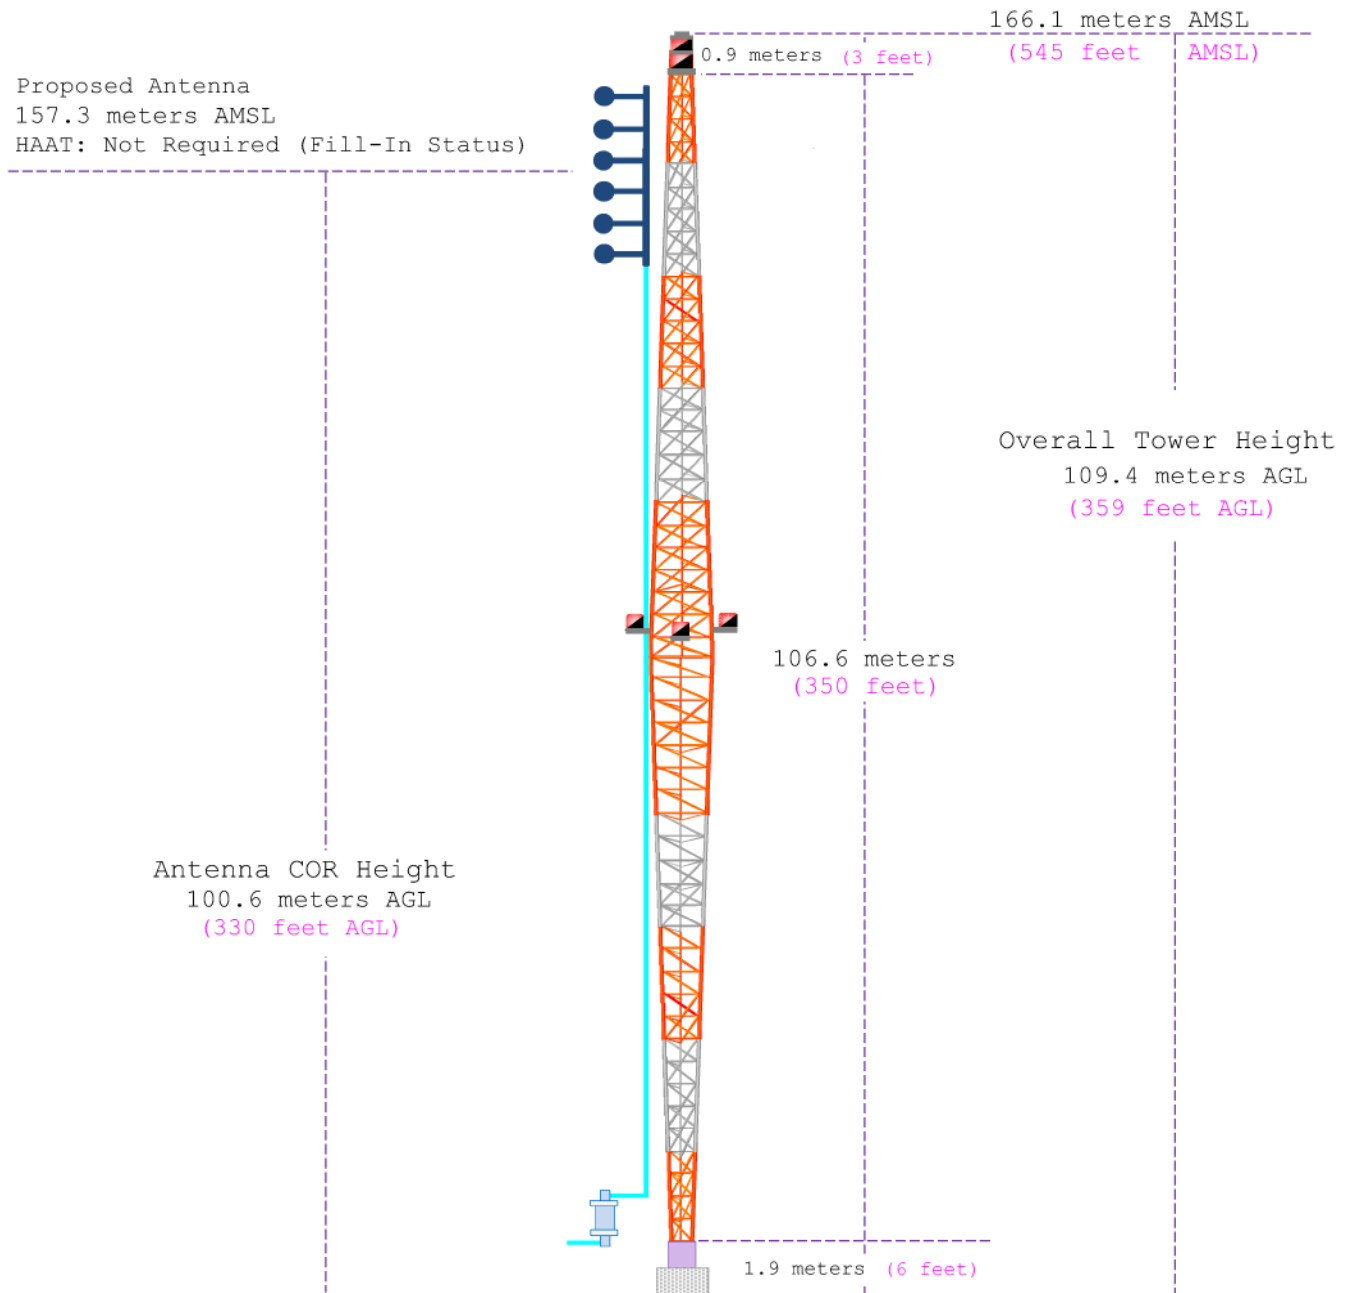 166.1 meters AMSL
(545 feet AMSL)
0.9 meters (3 feet)
Proposed Antenna
157.3 meters AMSL
HAAT: Not Required (Fill-In Status)
Overall Tower Height
109.4 meters AGL
(359 feet AGL)
106.6 meters
(350 feet)
Antenna COR Height
100.6 meters AGL
(330 feet AGL)
1.9 meters (6 feet)